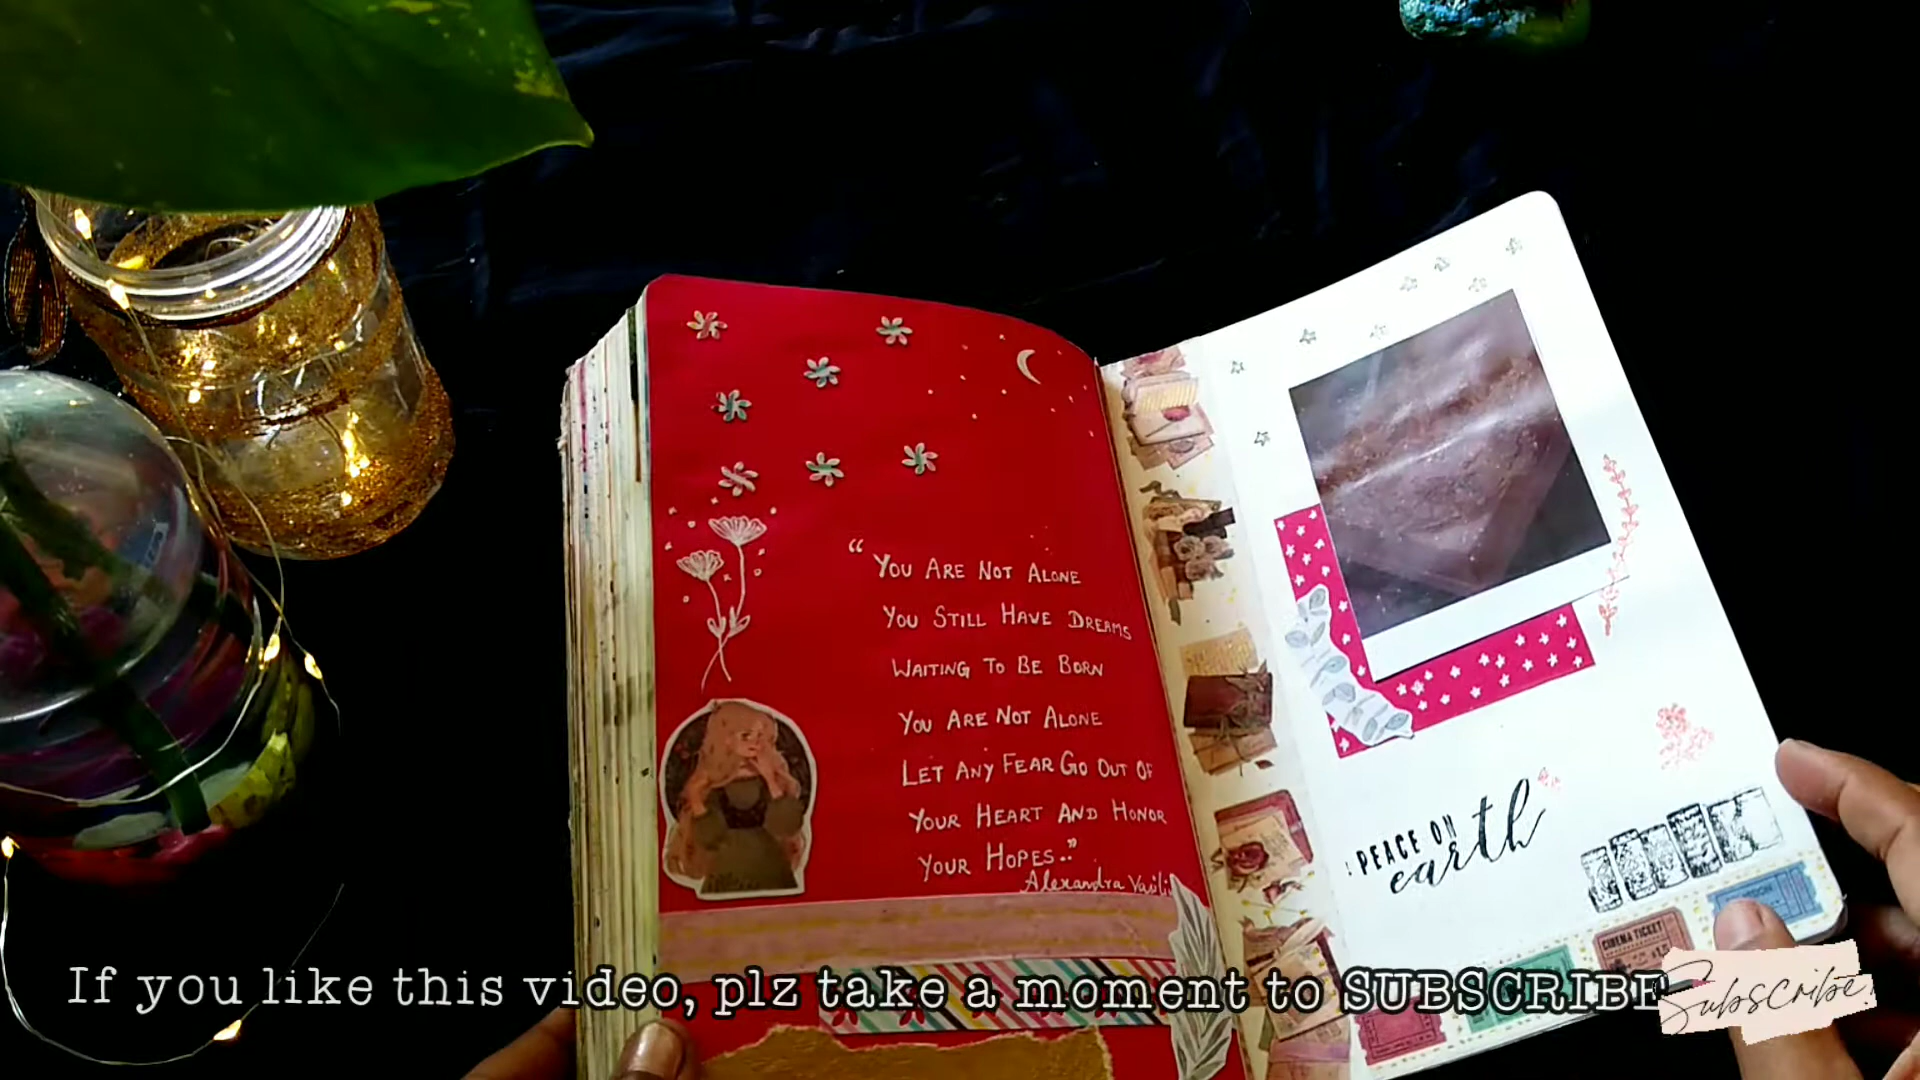 “ You Are Not Alone
You Still Have Dreams
Waiting To Be Born
You Are Not Alone
Let Any Fear Go Out Of
Your Heart And Honor
Your Hopes.."
Alexandra
PEACE ON
earth
CINEMA TICKET
If you like this video, plz take a moment to SUBSCRIBE
Subscribe!